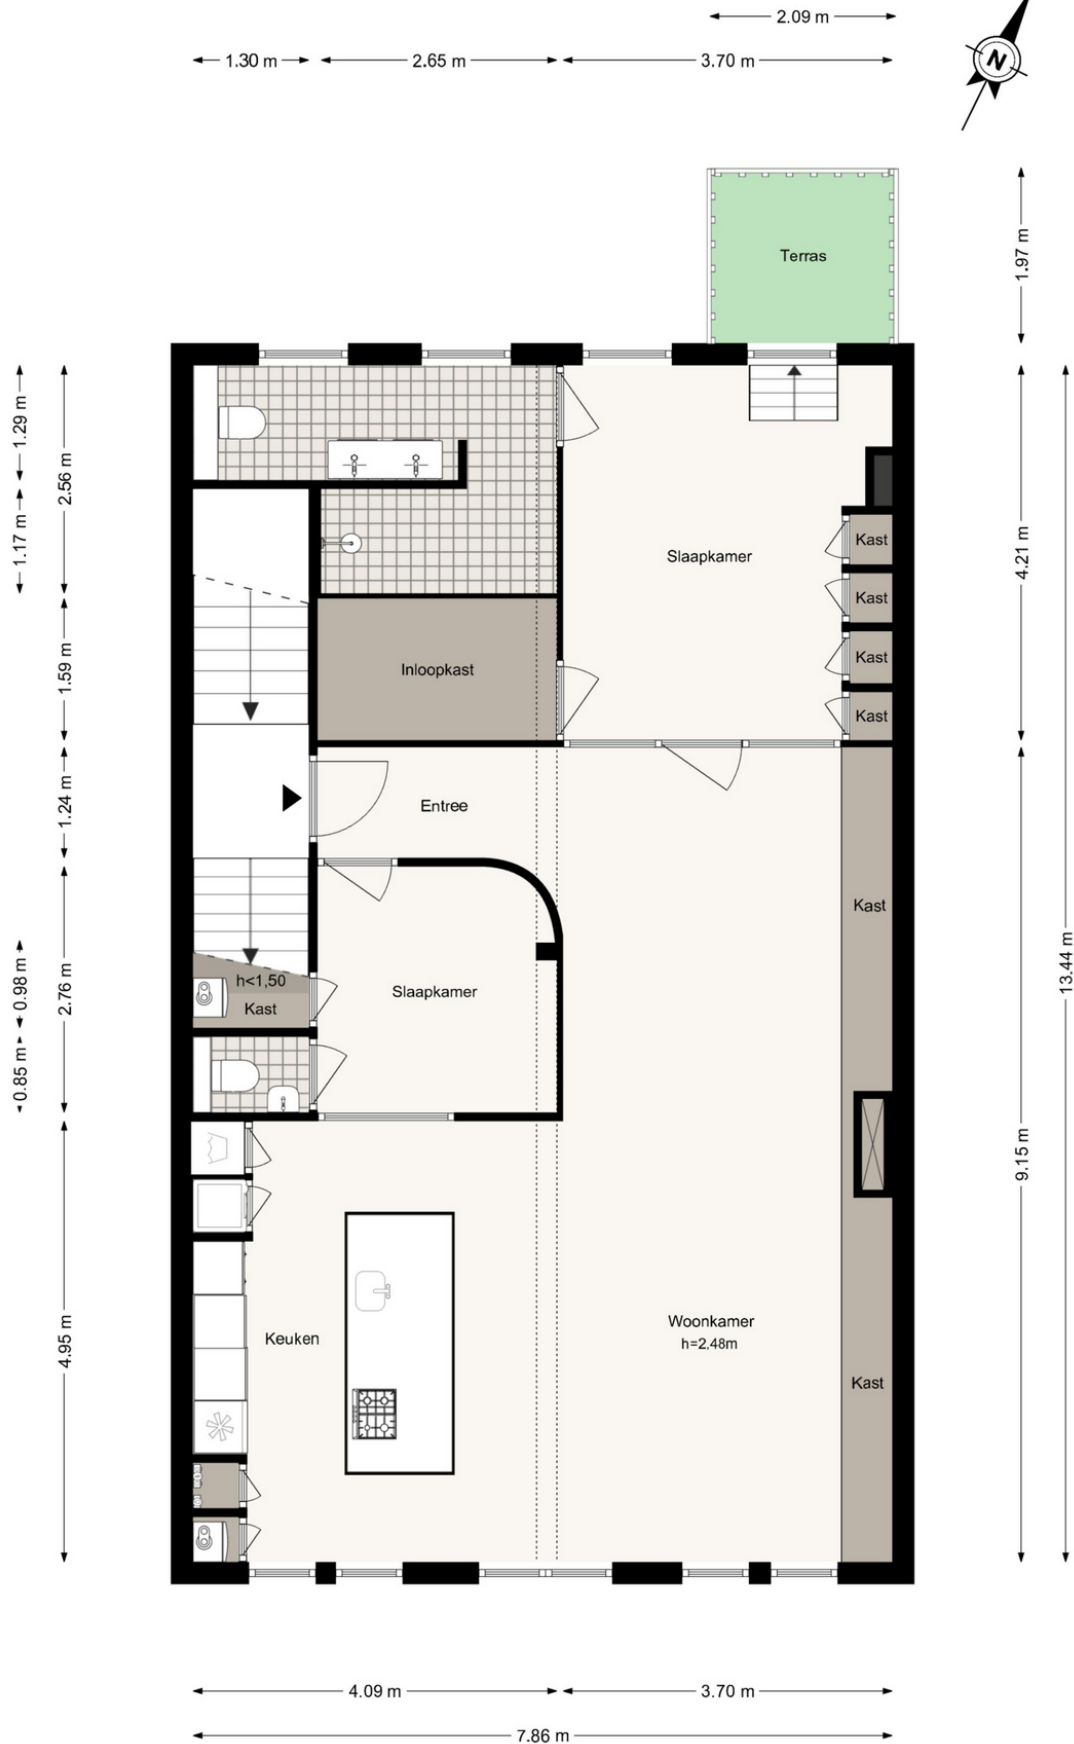 2.09 m
1.30 m
2.65 m
3.70 m
N
Terras
1.97 m
1.29 m
2.56 m
1.17 m
Slaapkamer
Kast
4.21 m
Kast
Kast
Kast
1.59 m
Inloopkast
1.24 m
Entree
Kast
h<1,50
Kast
Slaapkamer
0.98 m
2.76 m
13.44 m
0.85 m
9.15 m
4.95 m
Keuken
Woonkamer
h=2,48m
Kast
4.09 m
3.70 m
7.86 m